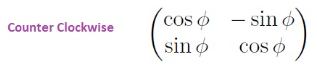 cos ϕ − sin ϕ
Counter Clockwise
sin ϕ cos ϕ